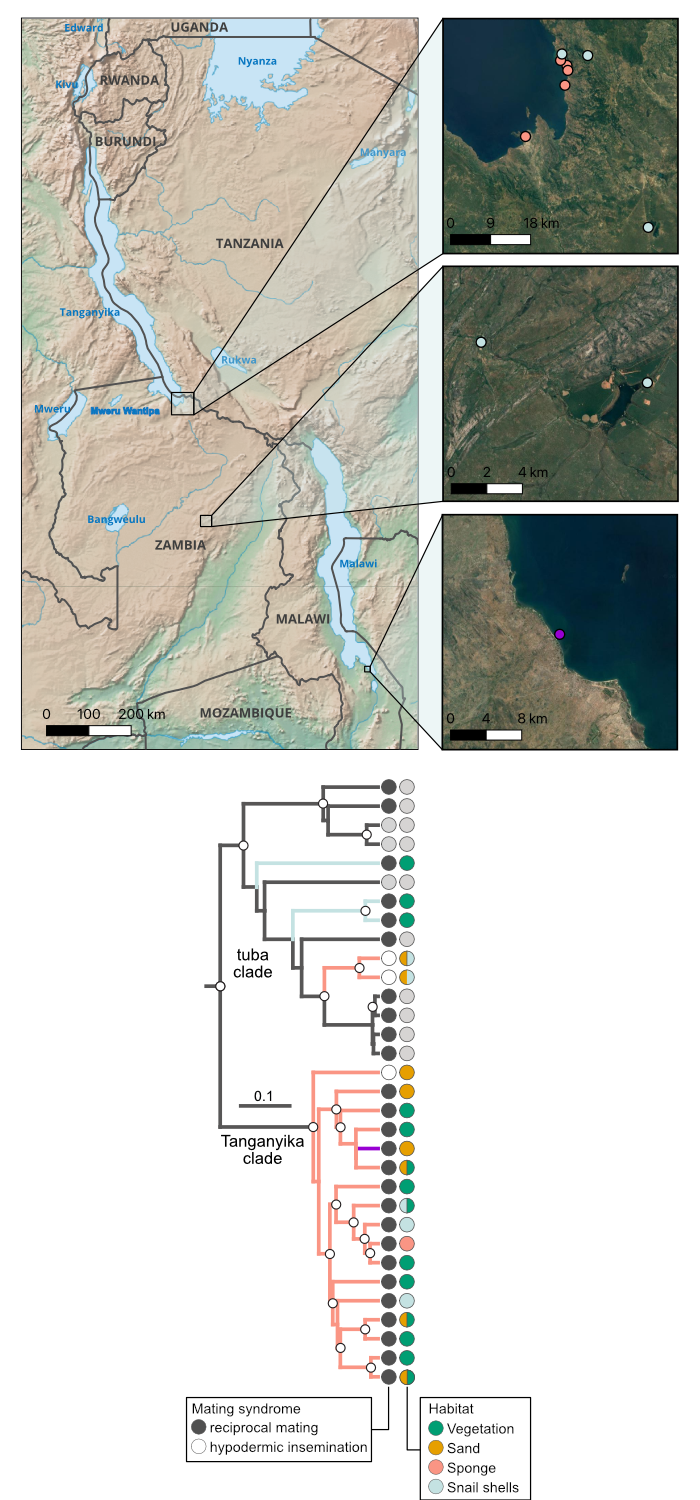 Edward
UGANDA
Nyanza
Kivu
RWANDA
BURUNDI
Manyara
TANZANIA
Tanganyika
Rukwa
Mweru
Mweru Wantipa
Bangweulu
ZAMBIA
Malawi
MALAWI
MOZAMBIQUE
0 100 200 km
0 9 18 km
0 2 4 km
0 4 8 km
tuba
clade
0.1
Tanganyika
clade
Mating syndrome
reciprocal mating
hypodermic insemination
Habitat
Vegetation
Sand
Sponge
Snail shells